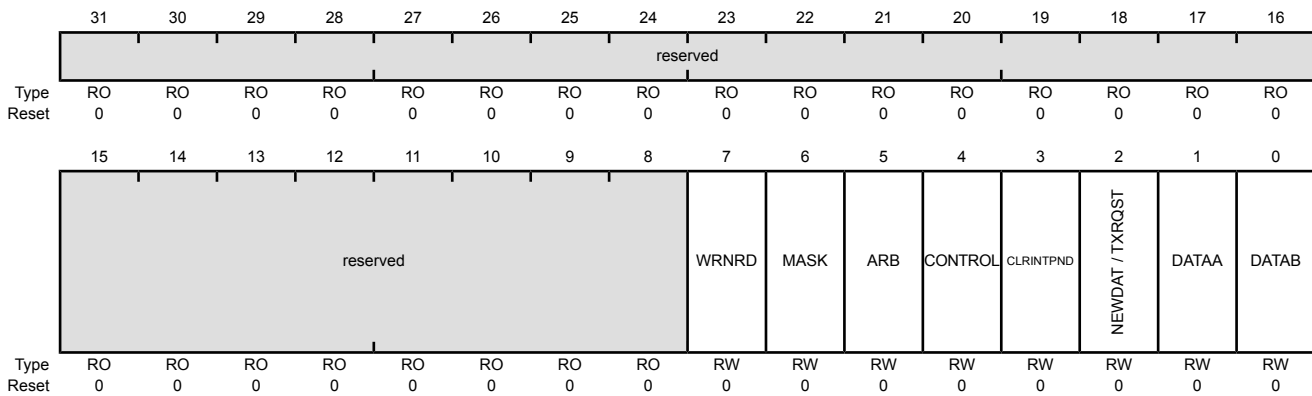 31 30 29 28 27 26 25 24 23 22 21 20 19 18 17 16
reserved
Type RO RO RO RO RO RO RO RO RO RO RO RO RO RO RO RO
Reset 0 0 0 0 0 0 0 0 0 0 0 0 0 0 0 0
15 14 13 12 11 10 9 8 7 6 5 4 3 2 1 0
reserved WRNRD MASK ARB CONTROL CLRINTPND NEWDAT / TXRQST DATAA DATAB
Type RO RO RO RO RO RO RO RO RW RW RW RW RW RW RW RW
Reset 0 0 0 0 0 0 0 0 0 0 0 0 0 0 0 0